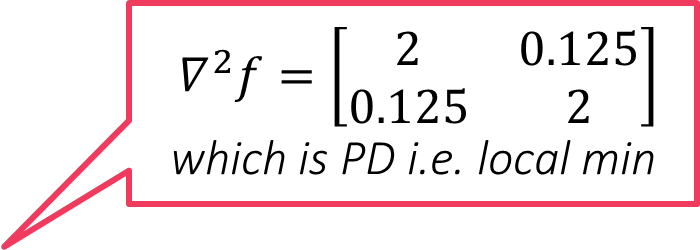 ∇²f = [2 0.125
0.125 2]
which is PD i.e. local min